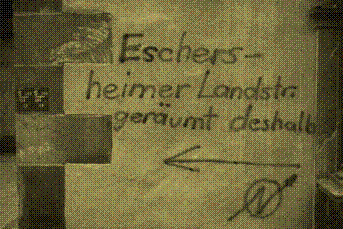 Eschers-
heimer Landstr.
geräumt deshalb